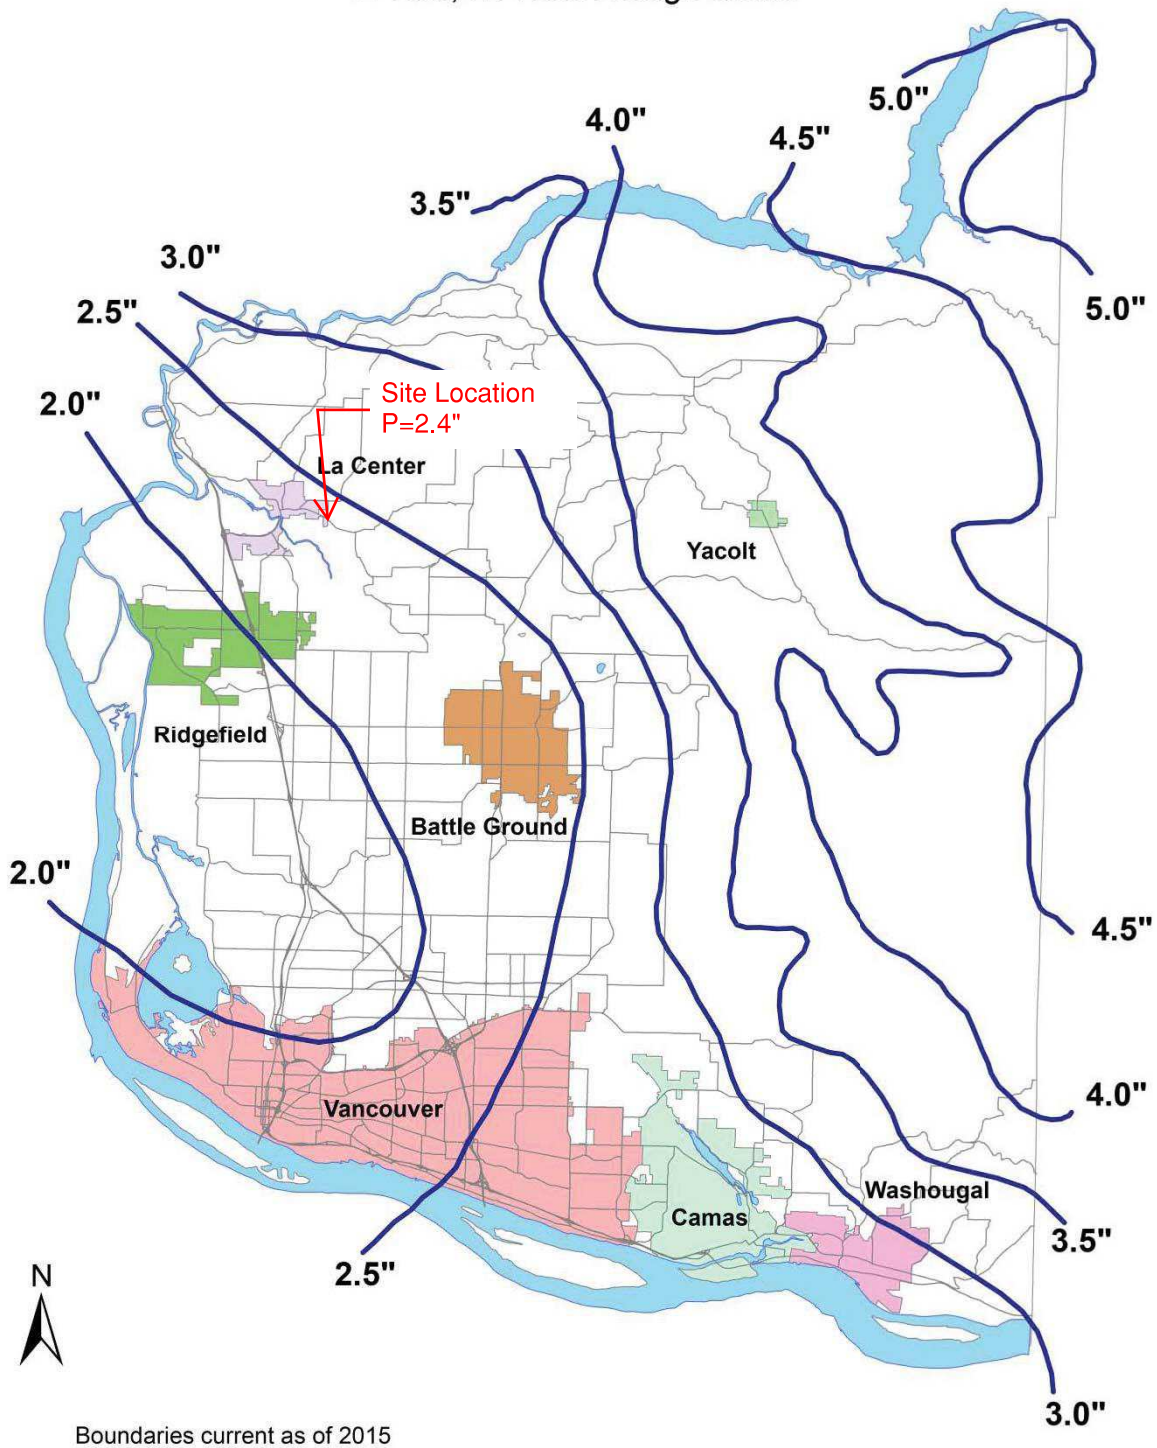 5.0"
4.0"
4.5"
3.5"
3.0"
5.0"
2.5"
Site Location
P=2.4"
2.0"
La Center
Yacolt
Ridgefield
Battle Ground
2.0"
4.5"
4.0"
Vancouver
Washougal
Camas
3.5"
2.5"
N
3.0"
Boundaries current as of 2015